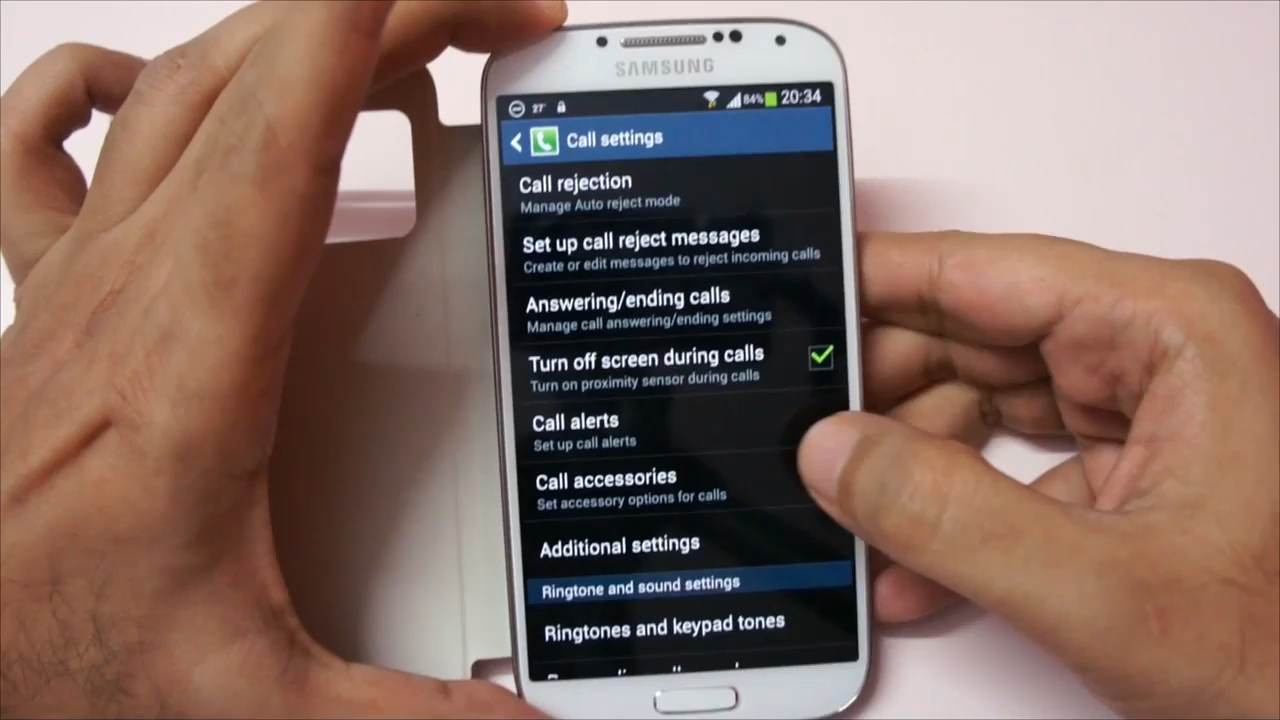 SAMSUNG
27° 84% 20:34
Call settings
Call rejection
Manage Auto reject mode
Set up call reject messages
Create or edit messages to reject incoming calls
Answering/ending calls
Manage call answering/ending settings
Turn off screen during calls
Turn on proximity sensor during calls
Call alerts
Set up call alerts
Call accessories
Set accessory options for calls
Additional settings
Ringtone and sound settings
Ringtones and keypad tones